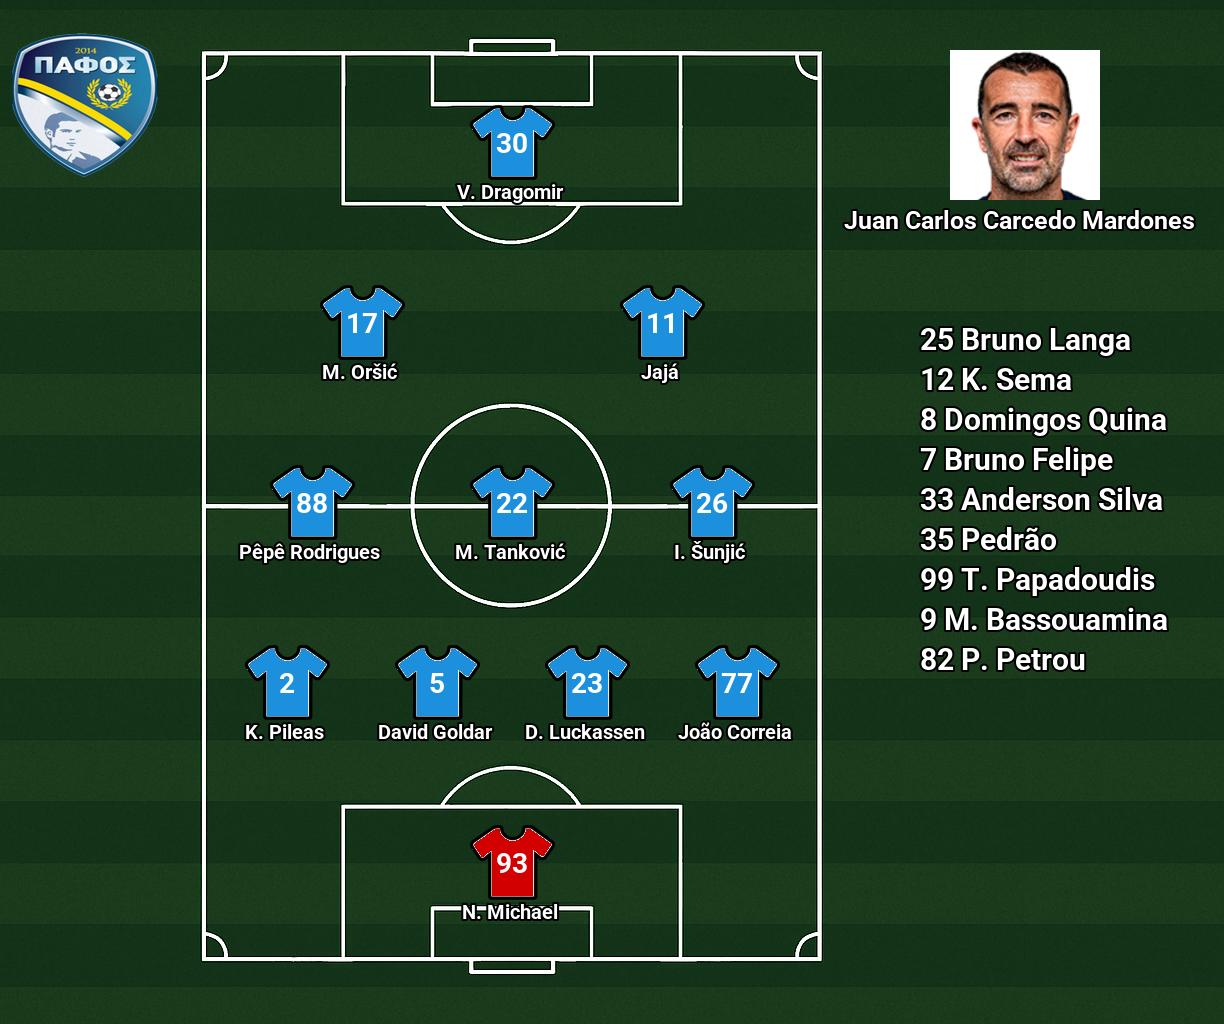 2014
ΠΑΦΟΣ
30
V. Dragomir
17
M. Oršić
11
Jajá
88
Pêpê Rodrigues
22
M. Tanković
26
I. Šunjić
2
K. Pileas
5
David Goldar
23
D. Luckassen
77
João Correia
93
N. Michael
Juan Carlos Carcedo Mardones
25 Bruno Langa
12 K. Sema
8 Domingos Quina
7 Bruno Felipe
33 Anderson Silva
35 Pedrão
99 T. Papadoudis
9 M. Bassouamina
82 P. Petrou